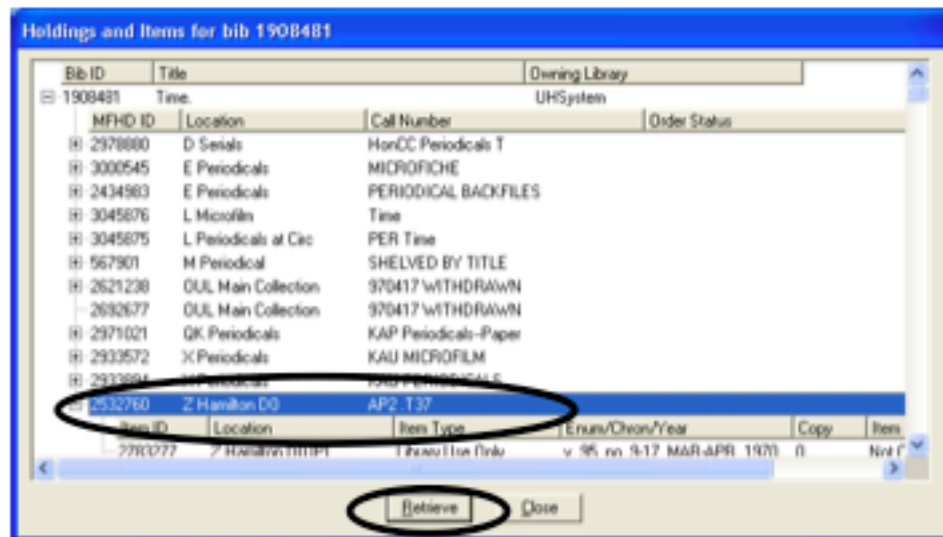 Holdings and Items for bib 1908481
Bib ID Title Owning Library
1908481 Time. UHSystem
MFHD ID Location Call Number Order Status
2978880 D Serials HonCC Periodicals T
3000545 E Periodicals MICROFICHE
2434983 E Periodicals PERIODICAL BACKFILES
3045876 L Microfilm Time
3045875 L Periodicals at Circ PER Time
567901 M Periodical SHELVED BY TITLE
2621238 OUL Main Collection 970417 WITHDRAWN
2692677 OUL Main Collection 970417 WITHDRAWN
2971021 QK Periodicals KAP Periodicals--Paper
2933572 X Periodicals KAU MICROFILM
X Periodicals KAU PERIODICALS
2532760 Z Hamilton DO AP2 .T37
Item ID Location Item Type Enum/Chron/Year Copy Item
2783277 Z Hamilton Library Use Only v. 95 no. 9-17 MAR-APR 1970 0
Retrieve Close